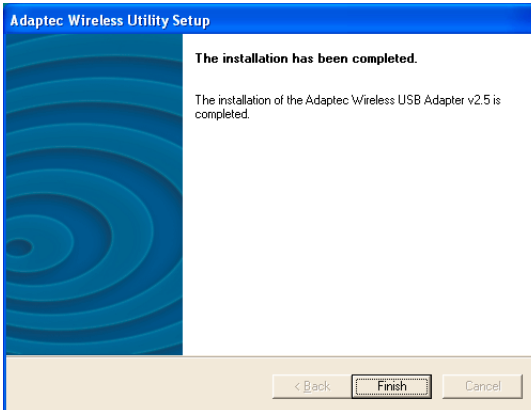 Adaptec Wireless Utility Setup
The installation has been completed.
The installation of the Adaptec Wireless USB Adapter v2.5 is
completed.
< Back Finish Cancel